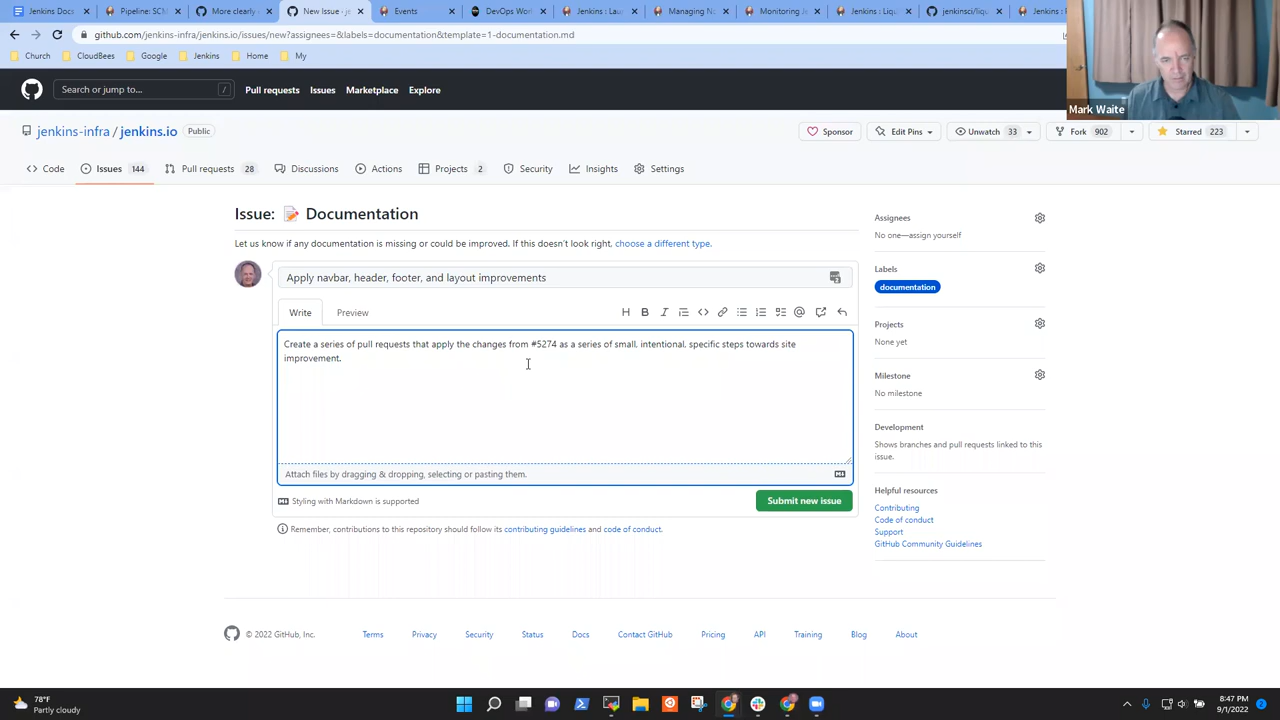 Jenkins Docs
Pipeline: SCM
More clearly
New Issue · js
Events
DevOps Worl
Jenkins : Lau
Managing N
Monitoring Je
Jenkins : Liqu
jenkinsci/liqu
Jenkins :
github.com/jenkins-infra/jenkins.io/issues/new?assignees=&labels=documentation&template=1-documentation.md
Church
CloudBees
Google
Jenkins
Home
My
Mark Waite
Search or jump to...
/
Pull requests
Issues
Marketplace
Explore
jenkins-infra / jenkins.io
Public
Sponsor
Edit Pins
Unwatch 33
Fork 902
Starred 223
Code
Issues 144
Pull requests 28
Discussions
Actions
Projects 2
Security
Insights
Settings
Issue: 📝 Documentation
Let us know if any documentation is missing or could be improved. If this doesn't look right, choose a different type.
Apply navbar, header, footer, and layout improvements
Write
Preview
Create a series of pull requests that apply the changes from #5274 as a series of small, intentional, specific steps towards site
improvement.
Attach files by dragging & dropping, selecting or pasting them.
Styling with Markdown is supported
Submit new issue
Remember, contributions to this repository should follow its contributing guidelines and code of conduct.
Assignees
No one—assign yourself
Labels
documentation
Projects
None yet
Milestone
No milestone
Development
Shows branches and pull requests linked to this
issue.
Helpful resources
Contributing
Code of conduct
Support
GitHub Community Guidelines
© 2022 GitHub, Inc.
Terms
Privacy
Security
Status
Docs
Contact GitHub
Pricing
API
Training
Blog
About
78°F
Partly cloudy
8:47 PM
9/1/2022
2